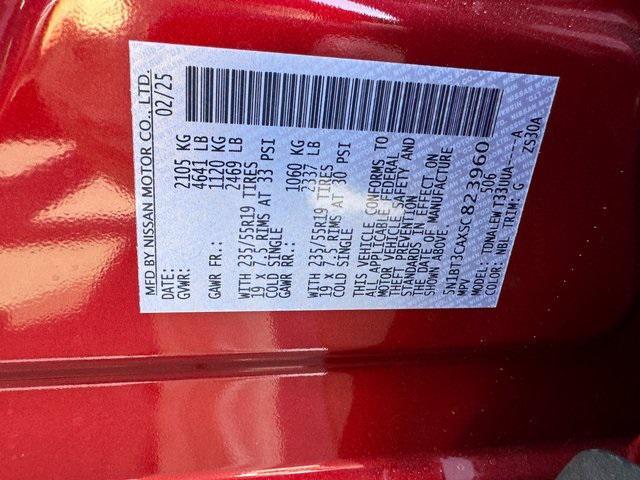 MFD BY NISSAN MOTOR CO., LTD.
DATE: 02/25
GVWR: 2105 KG
4641 LB
GAWR FR.: 1120 KG
2469 LB
WITH 235/55R19 TIRES
19 X 7.5 RIMS AT 33 PSI
COLD SINGLE
GAWR RR.: 1060 KG
2337 LB
WITH 235/55R19 TIRES
19 X 7.5 RIMS AT 30 PSI
COLD SINGLE
THIS VEHICLE CONFORMS TO
ALL APPLICABLE FEDERAL
MOTOR VEHICLE SAFETY AND
THEFT PREVENTION
STANDARDS IN EFFECT ON
THE DATE OF MANUFACTURE
SHOWN ABOVE.
5N1BT3CAXSC823960
MPV S06
MODEL: TDNALEW T33NUA-----A
COLOR: NBL TRIM: G ZS30A